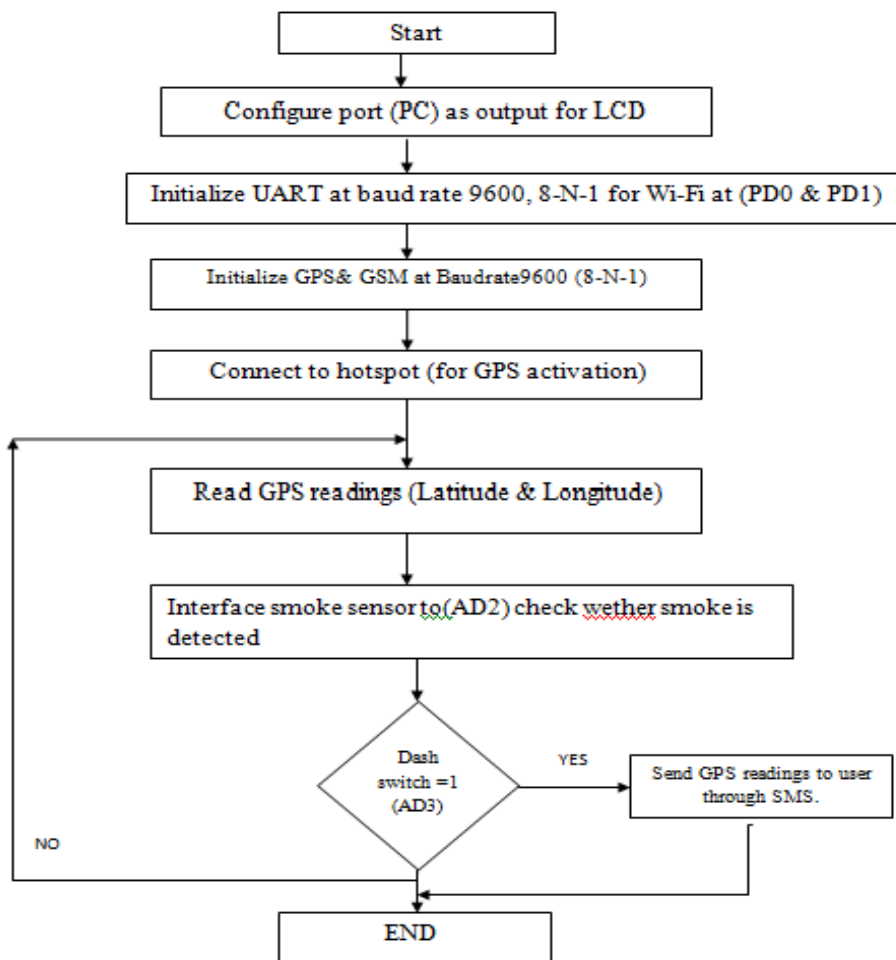 Start
Configure port (PC) as output for LCD
Initialize UART at baud rate 9600, 8-N-1 for Wi-Fi at (PD0 & PD1)
Initialize GPS& GSM at Baudrate9600 (8-N-1)
Connect to hotspot (for GPS activation)
Read GPS readings (Latitude & Longitude)
Interface smoke sensor to(AD2) check wether smoke is
detected
Dash
switch =1
(AD3)
YES
Send GPS readings to user
through SMS.
NO
END